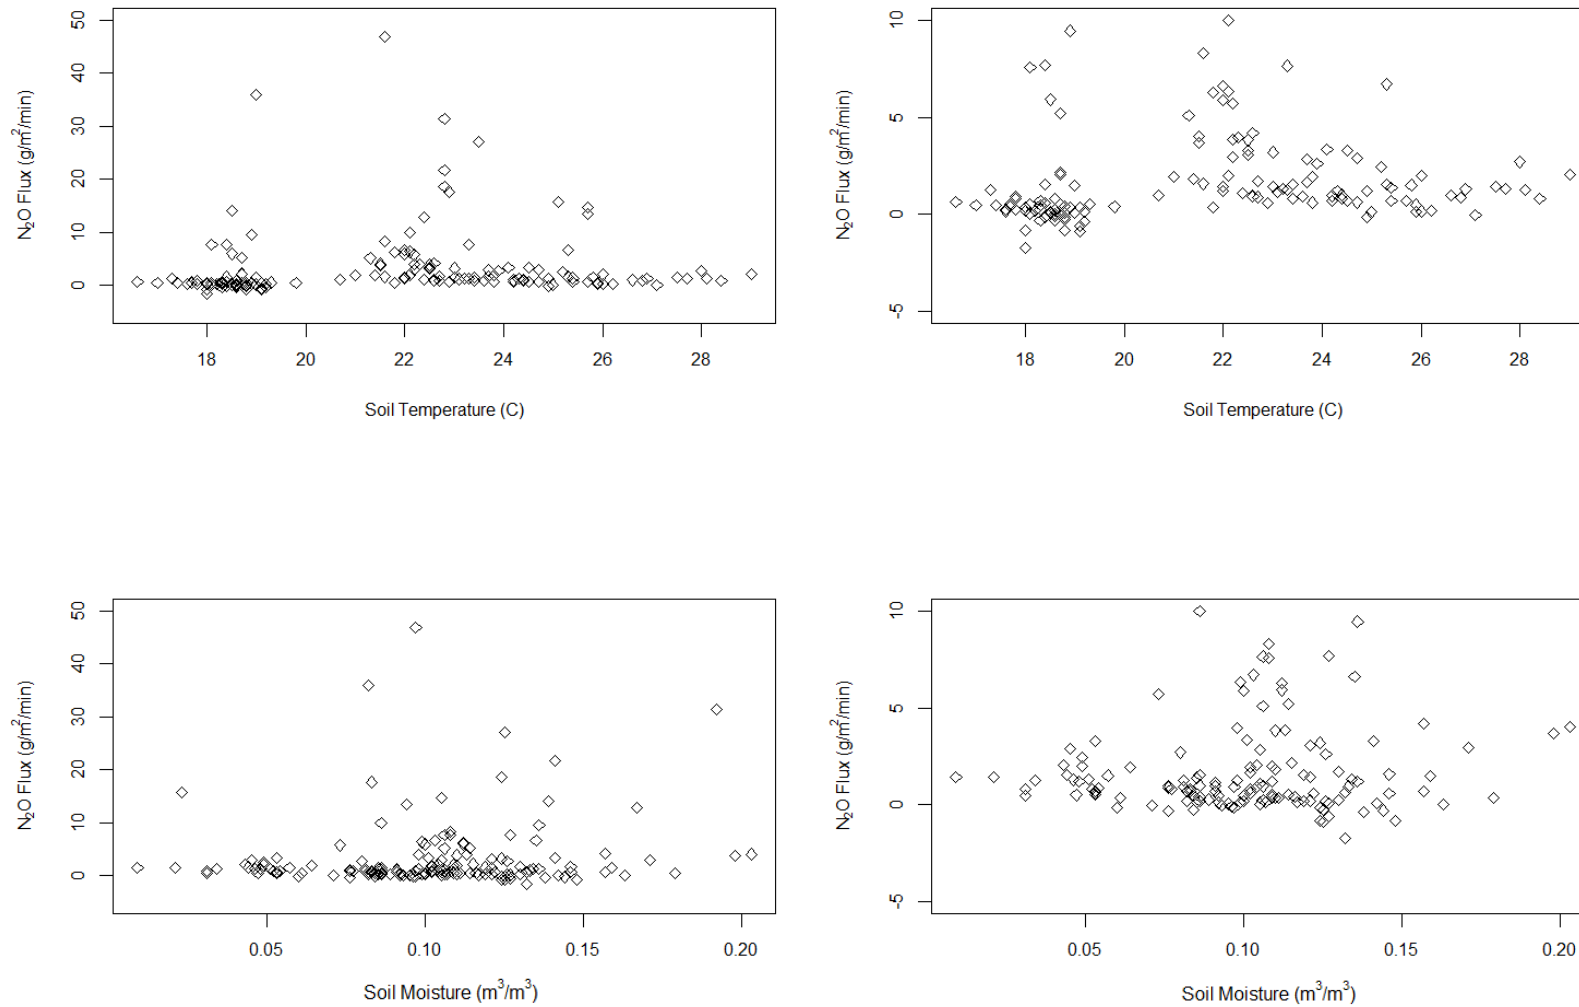 50
40
30
20
10
0
N₂O Flux (g/m²/min)
18 20 22 24 26 28
Soil Temperature (C)
10
5
0
-5
N₂O Flux (g/m²/min)
18 20 22 24 26 28
Soil Temperature (C)
50
40
30
20
10
0
N₂O Flux (g/m²/min)
0.05 0.10 0.15 0.20
Soil Moisture (m³/m³)
10
5
0
-5
N₂O Flux (g/m²/min)
0.05 0.10 0.15 0.20
Soil Moisture (m³/m³)